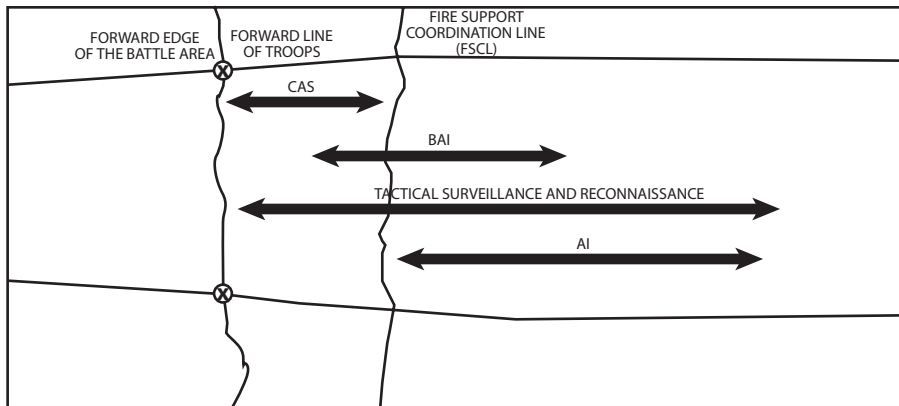 FORWARD EDGE
OF THE BATTLE AREA
FORWARD LINE
OF TROOPS
FIRE SUPPORT
COORDINATION LINE
(FSCL)
X
CAS
BAI
TACTICAL SURVEILLANCE AND RECONNAISSANCE
AI
X